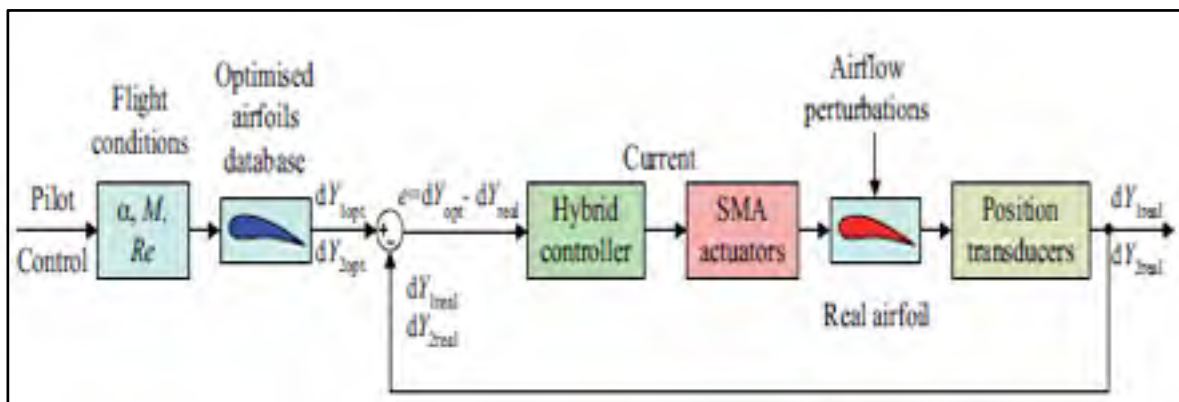 Pilot
Control
Flight
conditions
α, M,
Re
Optimised
airfoils
database
dY1opt
dY2opt
+
-
e=dYopt- dYreal
dY1real
dY2real
Hybrid
controller
Current
SMA
actuators
Airflow
perturbations
Real airfoil
Position
transducers
dY1real
dY2real